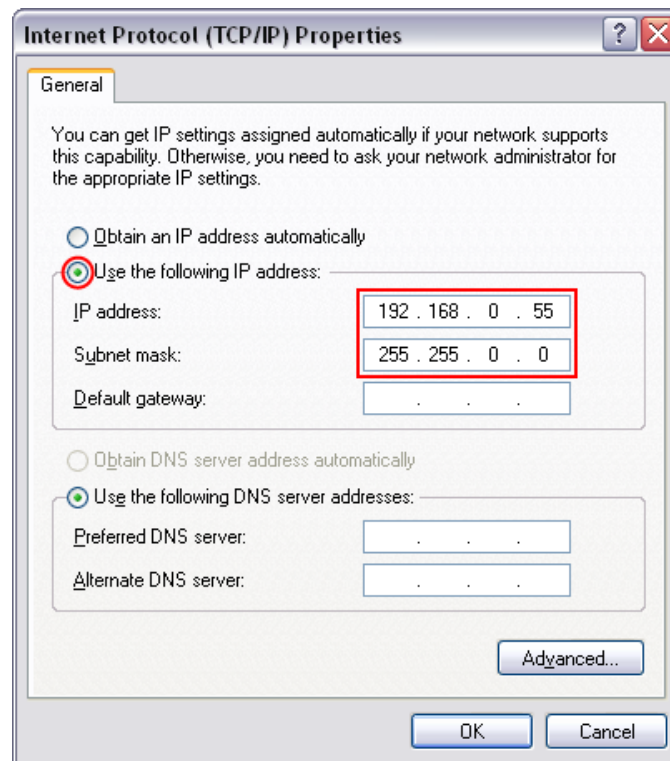 Internet Protocol (TCP/IP) Properties
General
You can get IP settings assigned automatically if your network supports
this capability. Otherwise, you need to ask your network administrator for
the appropriate IP settings.
Obtain an IP address automatically
Use the following IP address:
IP address: 192 . 168 . 0 . 55
Subnet mask: 255 . 255 . 0 . 0
Default gateway: . . .
Obtain DNS server address automatically
Use the following DNS server addresses:
Preferred DNS server: . . .
Alternate DNS server: . . .
Advanced...
OK Cancel